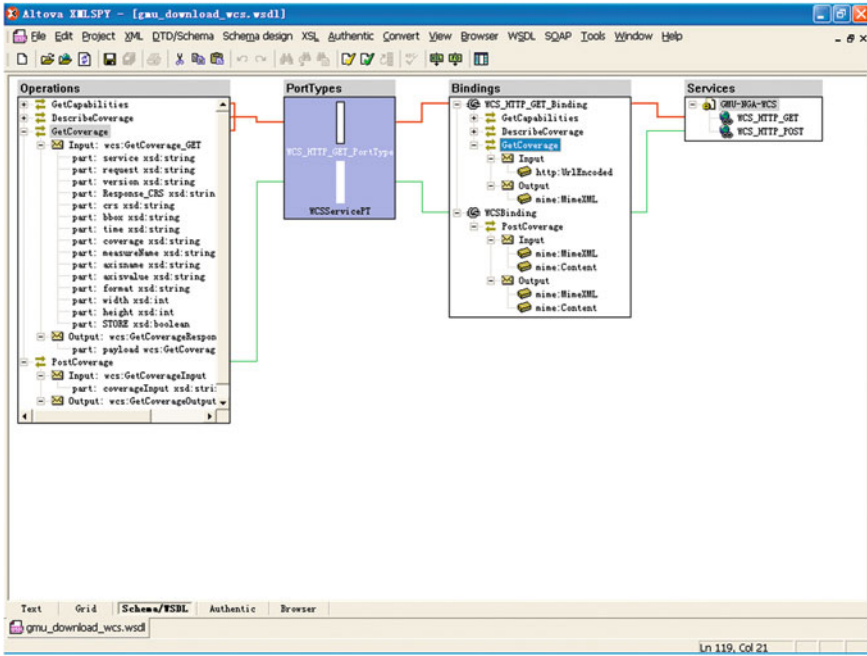 Altova XMLSPY - [gmu_download_wcs.wsdl]
File Edit Project XML DTD/Schema Schema design XSL Authentic Convert View Browser WSDL SOAP Tools Window Help
Operations
GetCapabilities
DescribeCoverage
GetCoverage
Input: wcs:GetCoverage_GET
part: service xsd:string
part: request xsd:string
part: version xsd:string
part: Response_CRS xsd:strin
part: crs xsd:string
part: bbox xsd:string
part: time xsd:string
part: coverage xsd:string
part: measureName xsd:string
part: axisname xsd:string
part: axisvalue xsd:string
part: format xsd:string
part: width xsd:int
part: height xsd:int
part: STORE xsd:boolean
Output: wcs:GetCoverageRespon
part: payload wcs:GetCoverag
PostCoverage
Input: wcs:GetCoverageInput
part: coverageInput xsd:stri
Output: wcs:GetCoverageOutput
PortTypes
WCS_HTTP_GET_PortType
WCSServicePT
Bindings
WCS_HTTP_GET_Binding
GetCapabilities
DescribeCoverage
GetCoverage
Input
http:UrlEncoded
Output
mime:MimeXML
WCSBinding
PostCoverage
Input
mime:MimeXML
mime:Content
Output
mime:MimeXML
mime:Content
Services
GMU-NGA-WCS
WCS_HTTP_GET
WCS_HTTP_POST
Text Grid Schema/WSDL Authentic Browser
gmu_download_wcs.wsdl
Ln 119, Col 21